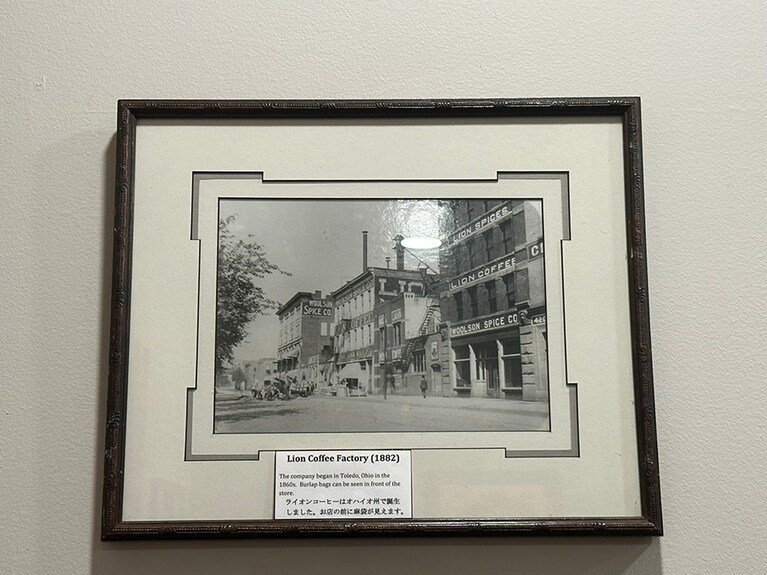 LION SPICES.
LION COFFEE
WOOLSON
SPICE CO.
WOOLSON SPICE CO.
Lion Coffee Factory (1882)
The company began in Toledo, Ohio in the
1860s. Burlap bags can be seen in front of the
store.
ライオンコーヒーはオハイオ州で誕生
しました。お店の前に麻袋が見えます。